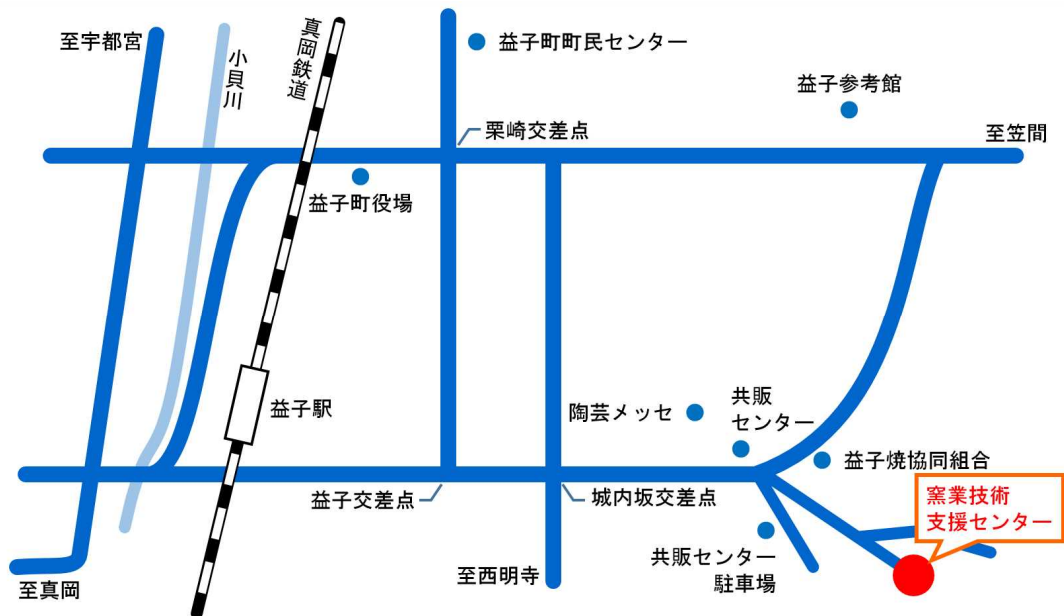 至宇都宮
小貝川
真岡鉄道
益子町町民センター
益子参考館
栗崎交差点
至笠間
益子町役場
益子駅
陶芸メッセ
共販
センター
益子焼協同組合
益子交差点
城内坂交差点
窯業技術
支援センター
共販センター
駐車場
至西明寺
至真岡